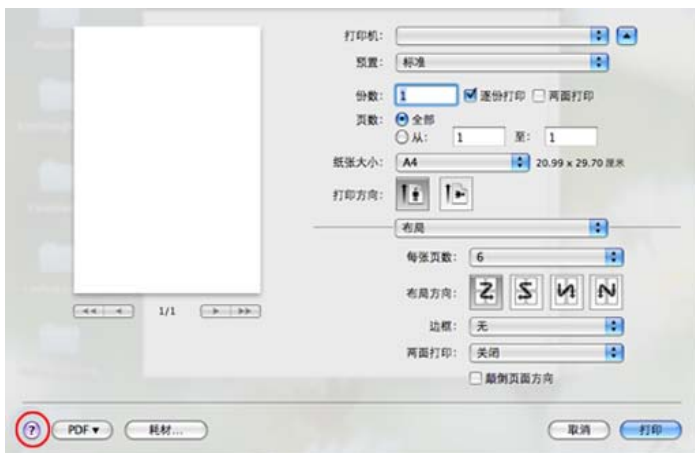 打印机:
预置: 标准
份数: 1 逐份打印 两面打印
页数: 全部
从: 1 至: 1
纸张大小: A4 20.99 x 29.70 厘米
打印方向:
布局
每张页数: 6
布局方向:
1/1
边框: 无
两面打印: 关闭
颠倒页面方向
? PDF▼ 耗材... 取消 打印